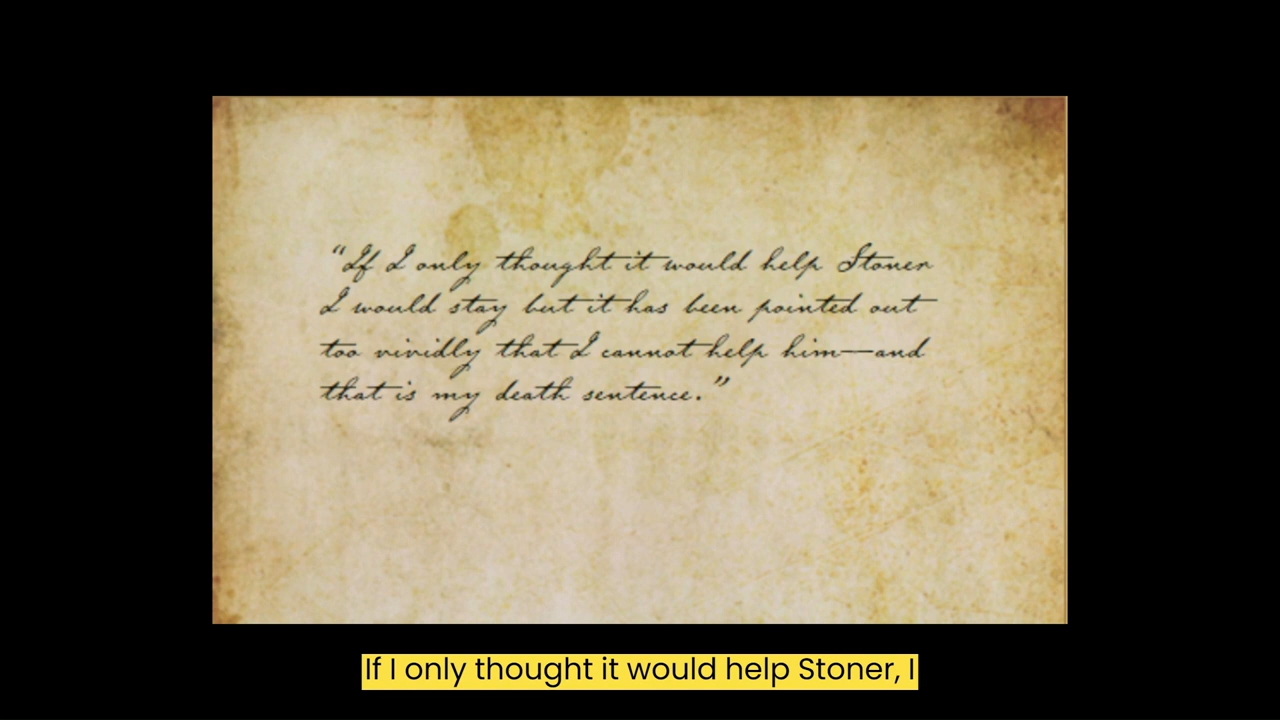 “If I only thought it would help Stoner
I would stay but it has been pointed out
too vividly that I cannot help him—and
that is my death sentence.”
If I only thought it would help Stoner, I